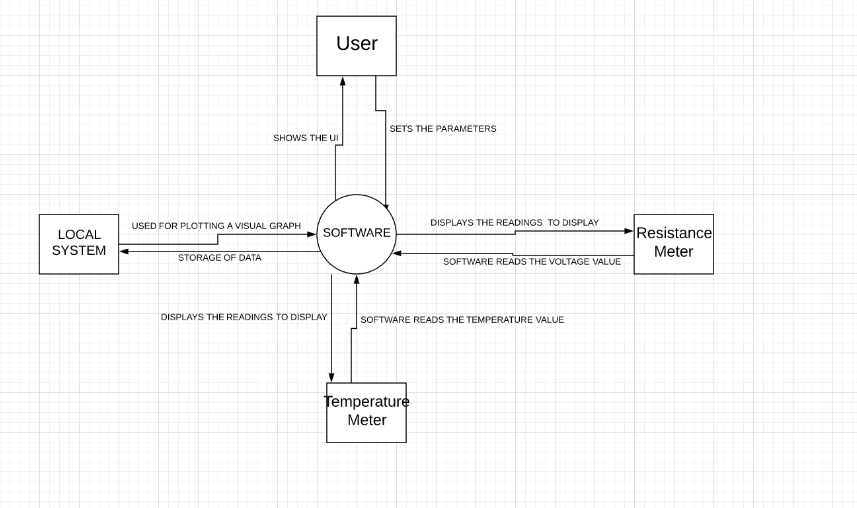 User
SHOWS THE UI
SETS THE PARAMETERS
LOCAL
SYSTEM
USED FOR PLOTTING A VISUAL GRAPH
STORAGE OF DATA
SOFTWARE
DISPLAYS THE READINGS TO DISPLAY
SOFTWARE READS THE VOLTAGE VALUE
Resistance
Meter
DISPLAYS THE READINGS TO DISPLAY
SOFTWARE READS THE TEMPERATURE VALUE
Temperature
Meter